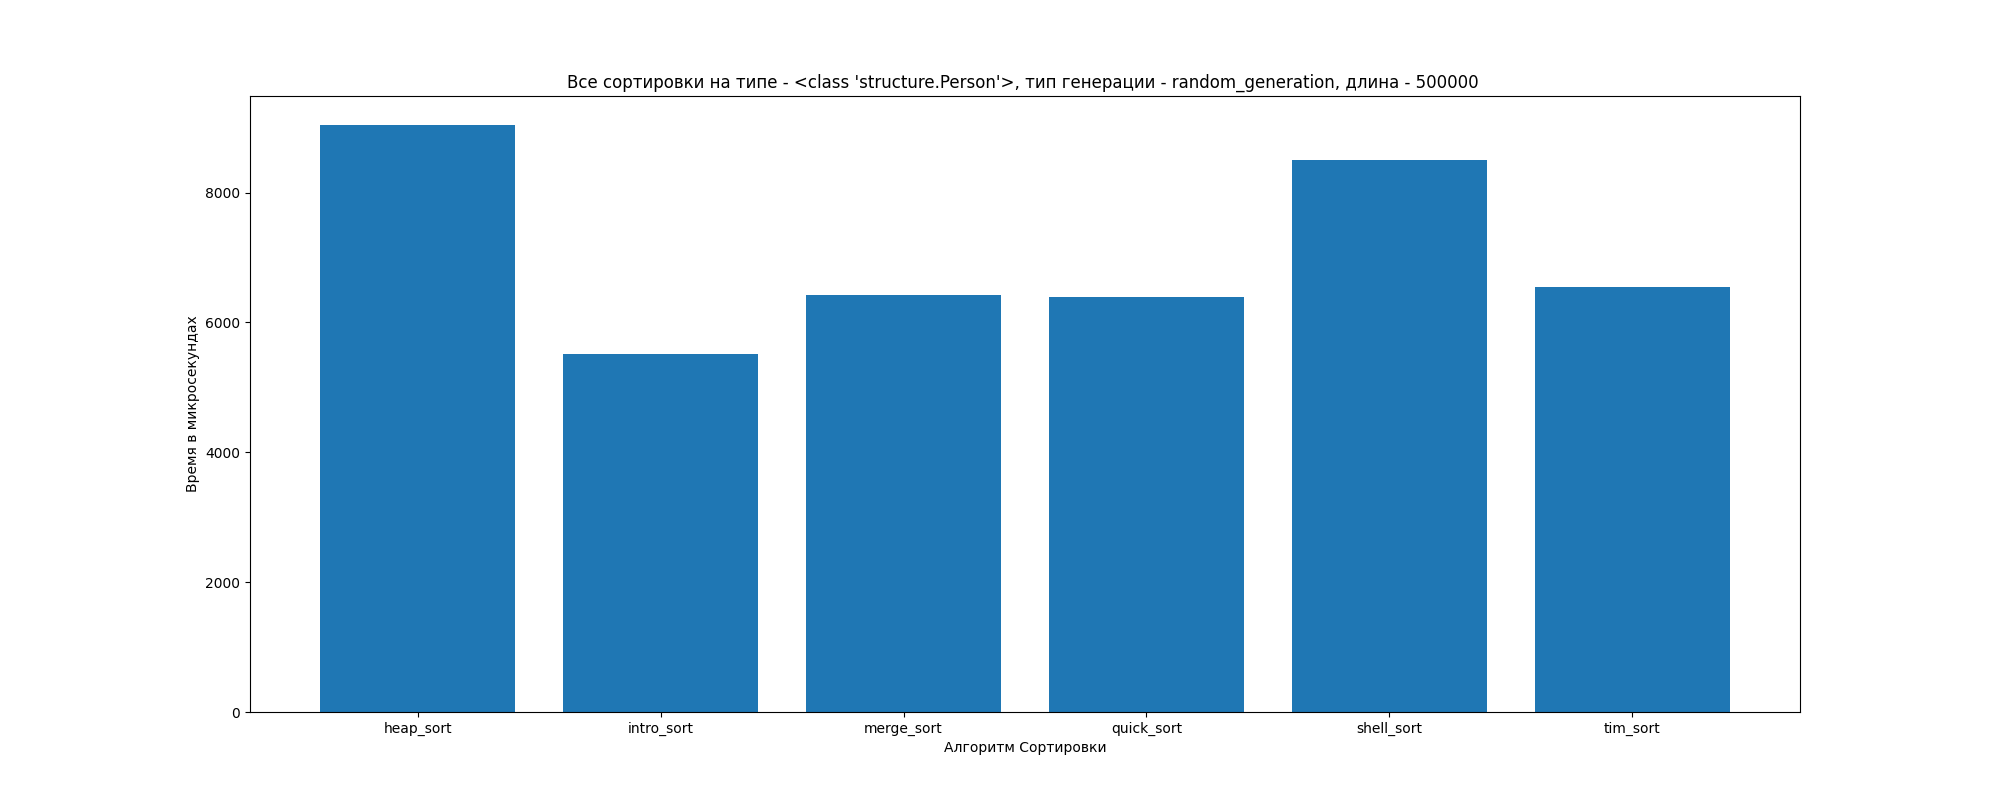 Все сортировки на типе - <class 'structure.Person'>, тип генерации - random_generation, длина - 500000
Время в микросекундах
8000
6000
4000
2000
0
heap_sort intro_sort merge_sort quick_sort shell_sort tim_sort
Алгоритм Сортировки